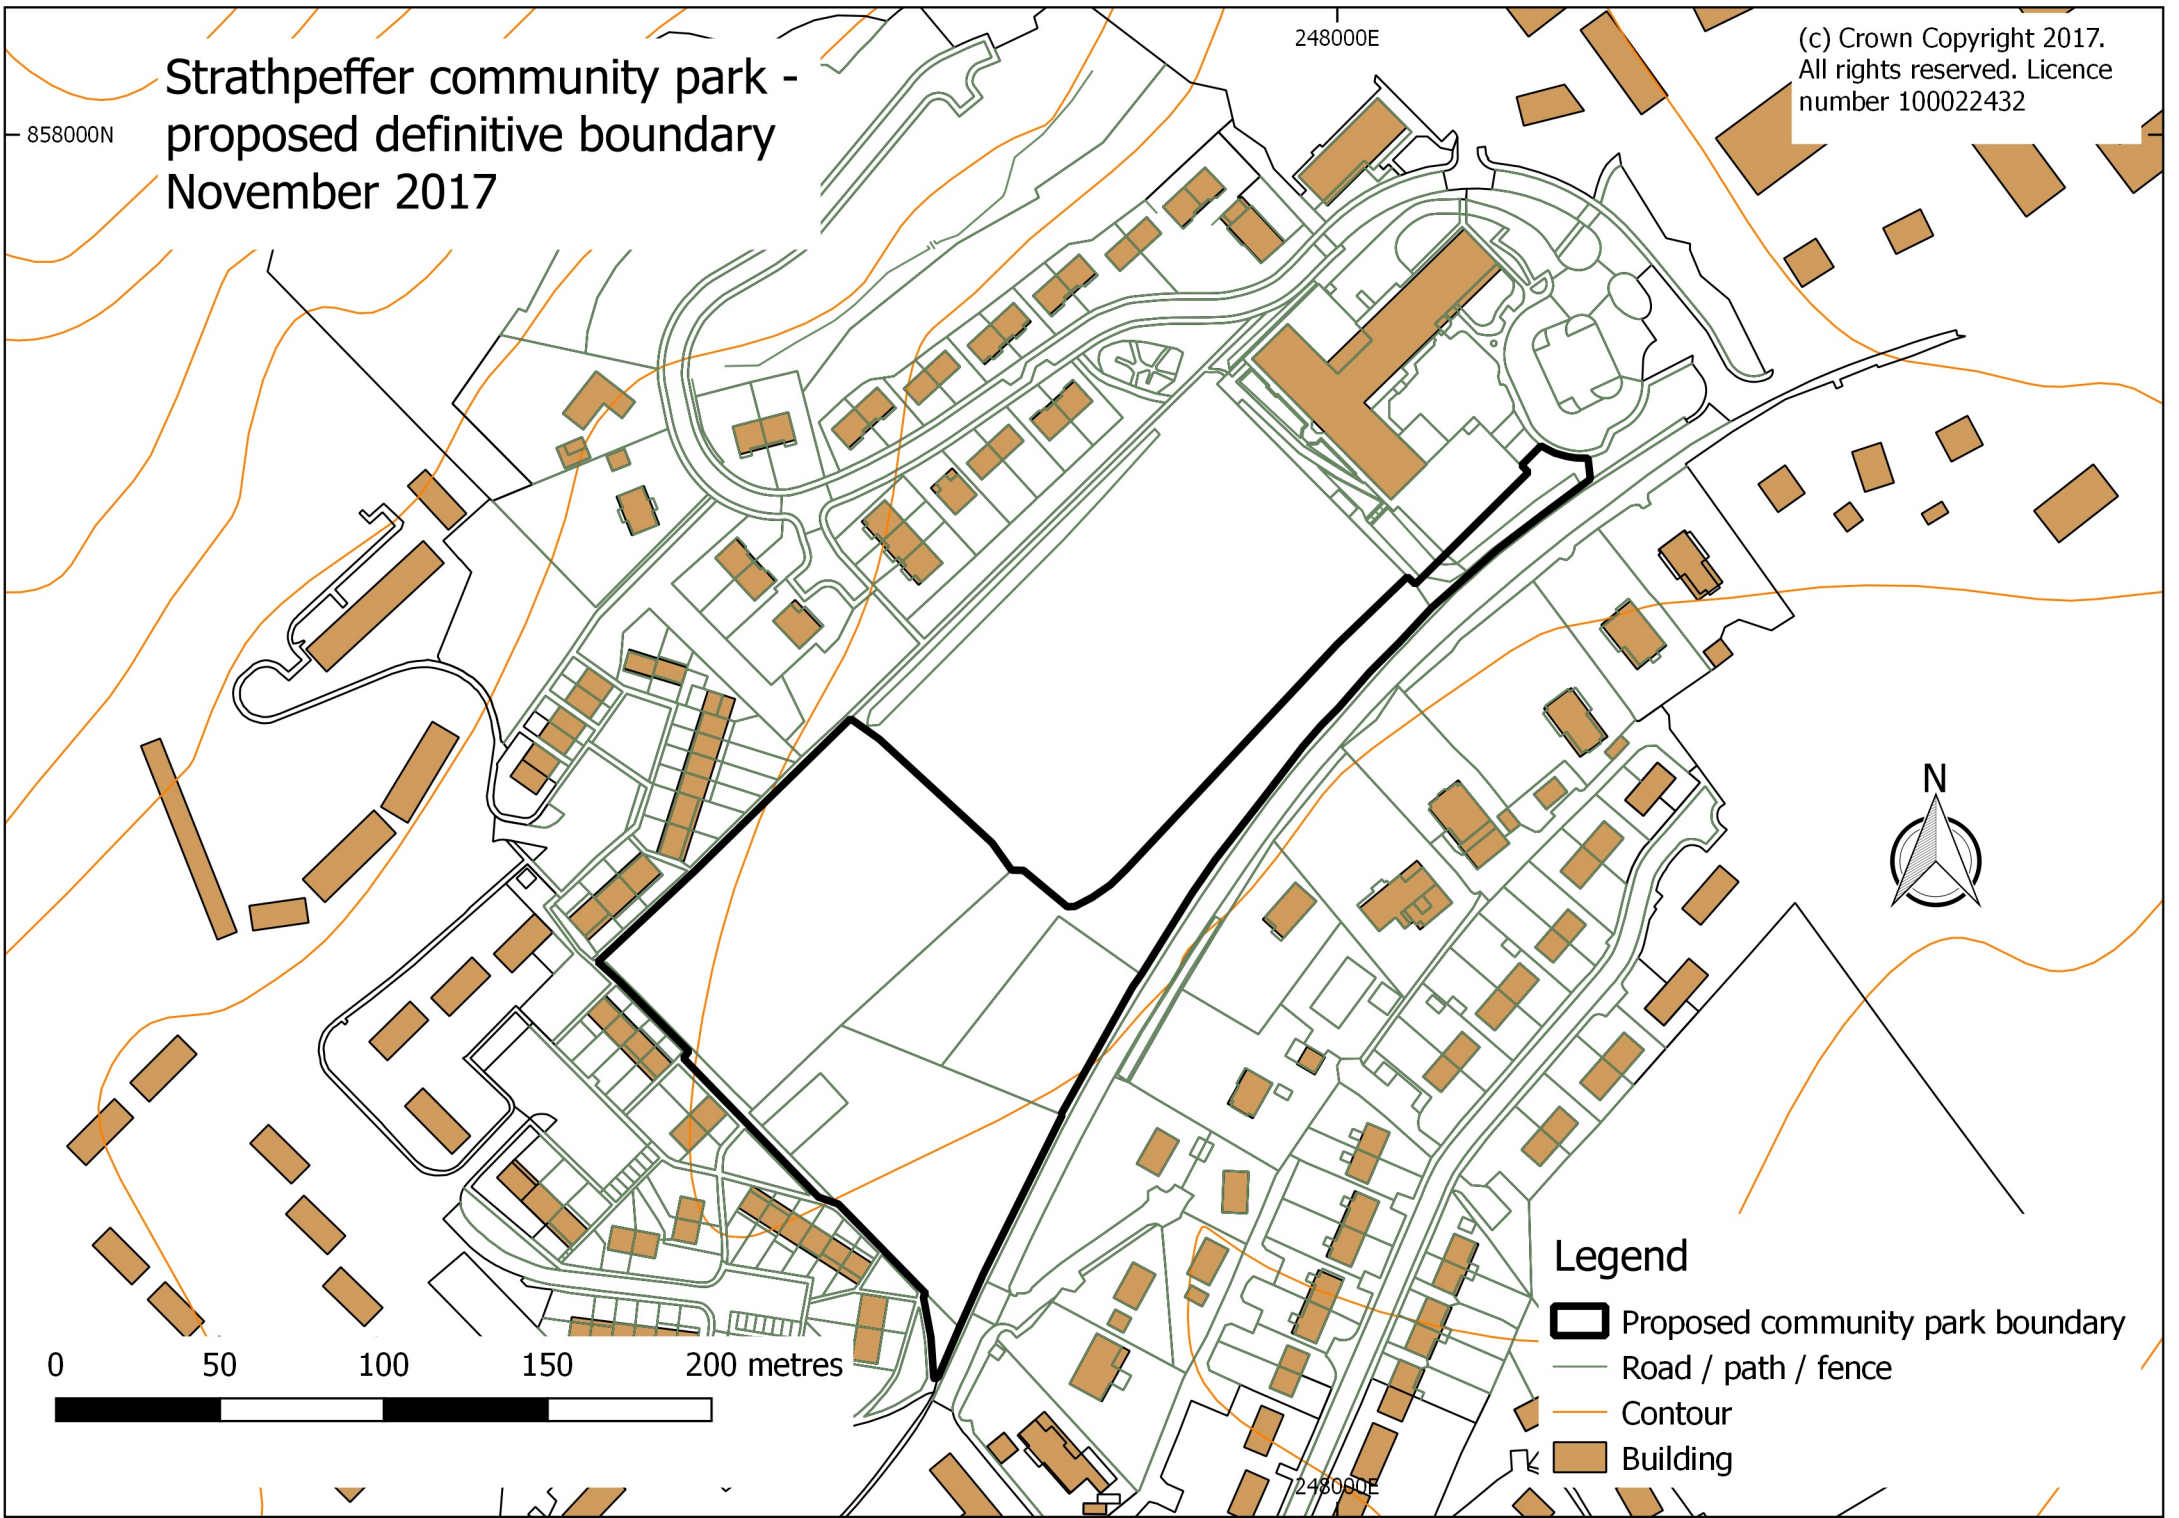 Strathpeffer community park -
proposed definitive boundary
November 2017
248000E
(c) Crown Copyright 2017.
All rights reserved. Licence
number 100022432
858000N
N
Legend
Proposed community park boundary
Road / path / fence
Contour
Building
0 50 100 150 200 metres
248000E